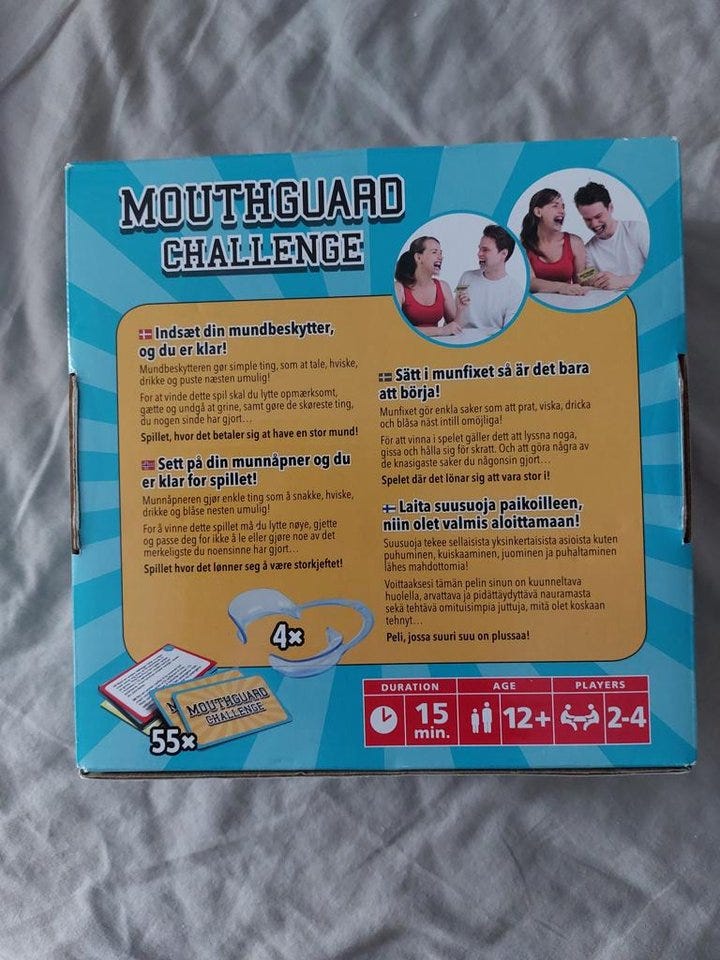 MOUTHGUARD
CHALLENGE
Indsæt din mundbeskytter,
og du er klar!
Mundbeskytteren gør simple ting, som at tale, hviske,
drikke og puste næsten umulig!
For at vinde dette spil skal du lytte opmærksomt,
gætte og undgå at grine, samt gøre de skøreste ting,
du nogen sinde har gjort...
Spillet, hvor det betaler sig at have en stor mund!
Sett på din munnåpner og du
er klar for spillet!
Munnåpneren gjør enkle ting som å snakke, hviske,
drikke og blåse nesten umulig!
For å vinne dette spillet må du lytte nøye, gjette
og passe deg for ikke å le eller gjøre noe av det
merkeligste du noensinne har gjort...
Spillet hvor det lønner seg å være storkjeftet!
Sätt i munfixet så är det bara
att börja!
Munfixet gör enkla saker som att prat, viska, dricka
och blåsa näst intill omöjliga!
För att vinna i spelet gäller dett att lyssna noga,
gissa och hålla sig för skratt. Och att göra några av
de knasigaste saker du någonsin gjort...
Spelet där det lönar sig att vara stor i!
Laita suusuoja paikoilleen,
niin olet valmis aloittamaan!
Suusuoja tekee sellaisista yksinkertaisista asioista kuten
puhuminen, kuiskaaminen, juominen ja puhaltaminen
lähes mahdottomia!
Voittaaksesi tämän pelin sinun on kuunneltava
huolella, arvattava ja pidättäydyttävä nauramasta
sekä tehtävä omituisimpia juttuja, mitä olet koskaan
tehnyt...
Peli, jossa suuri suu on plussaa!
4x
MOUTHGUARD
CHALLENGE
55x
DURATION
15
min.
AGE
12+
PLAYERS
2-4